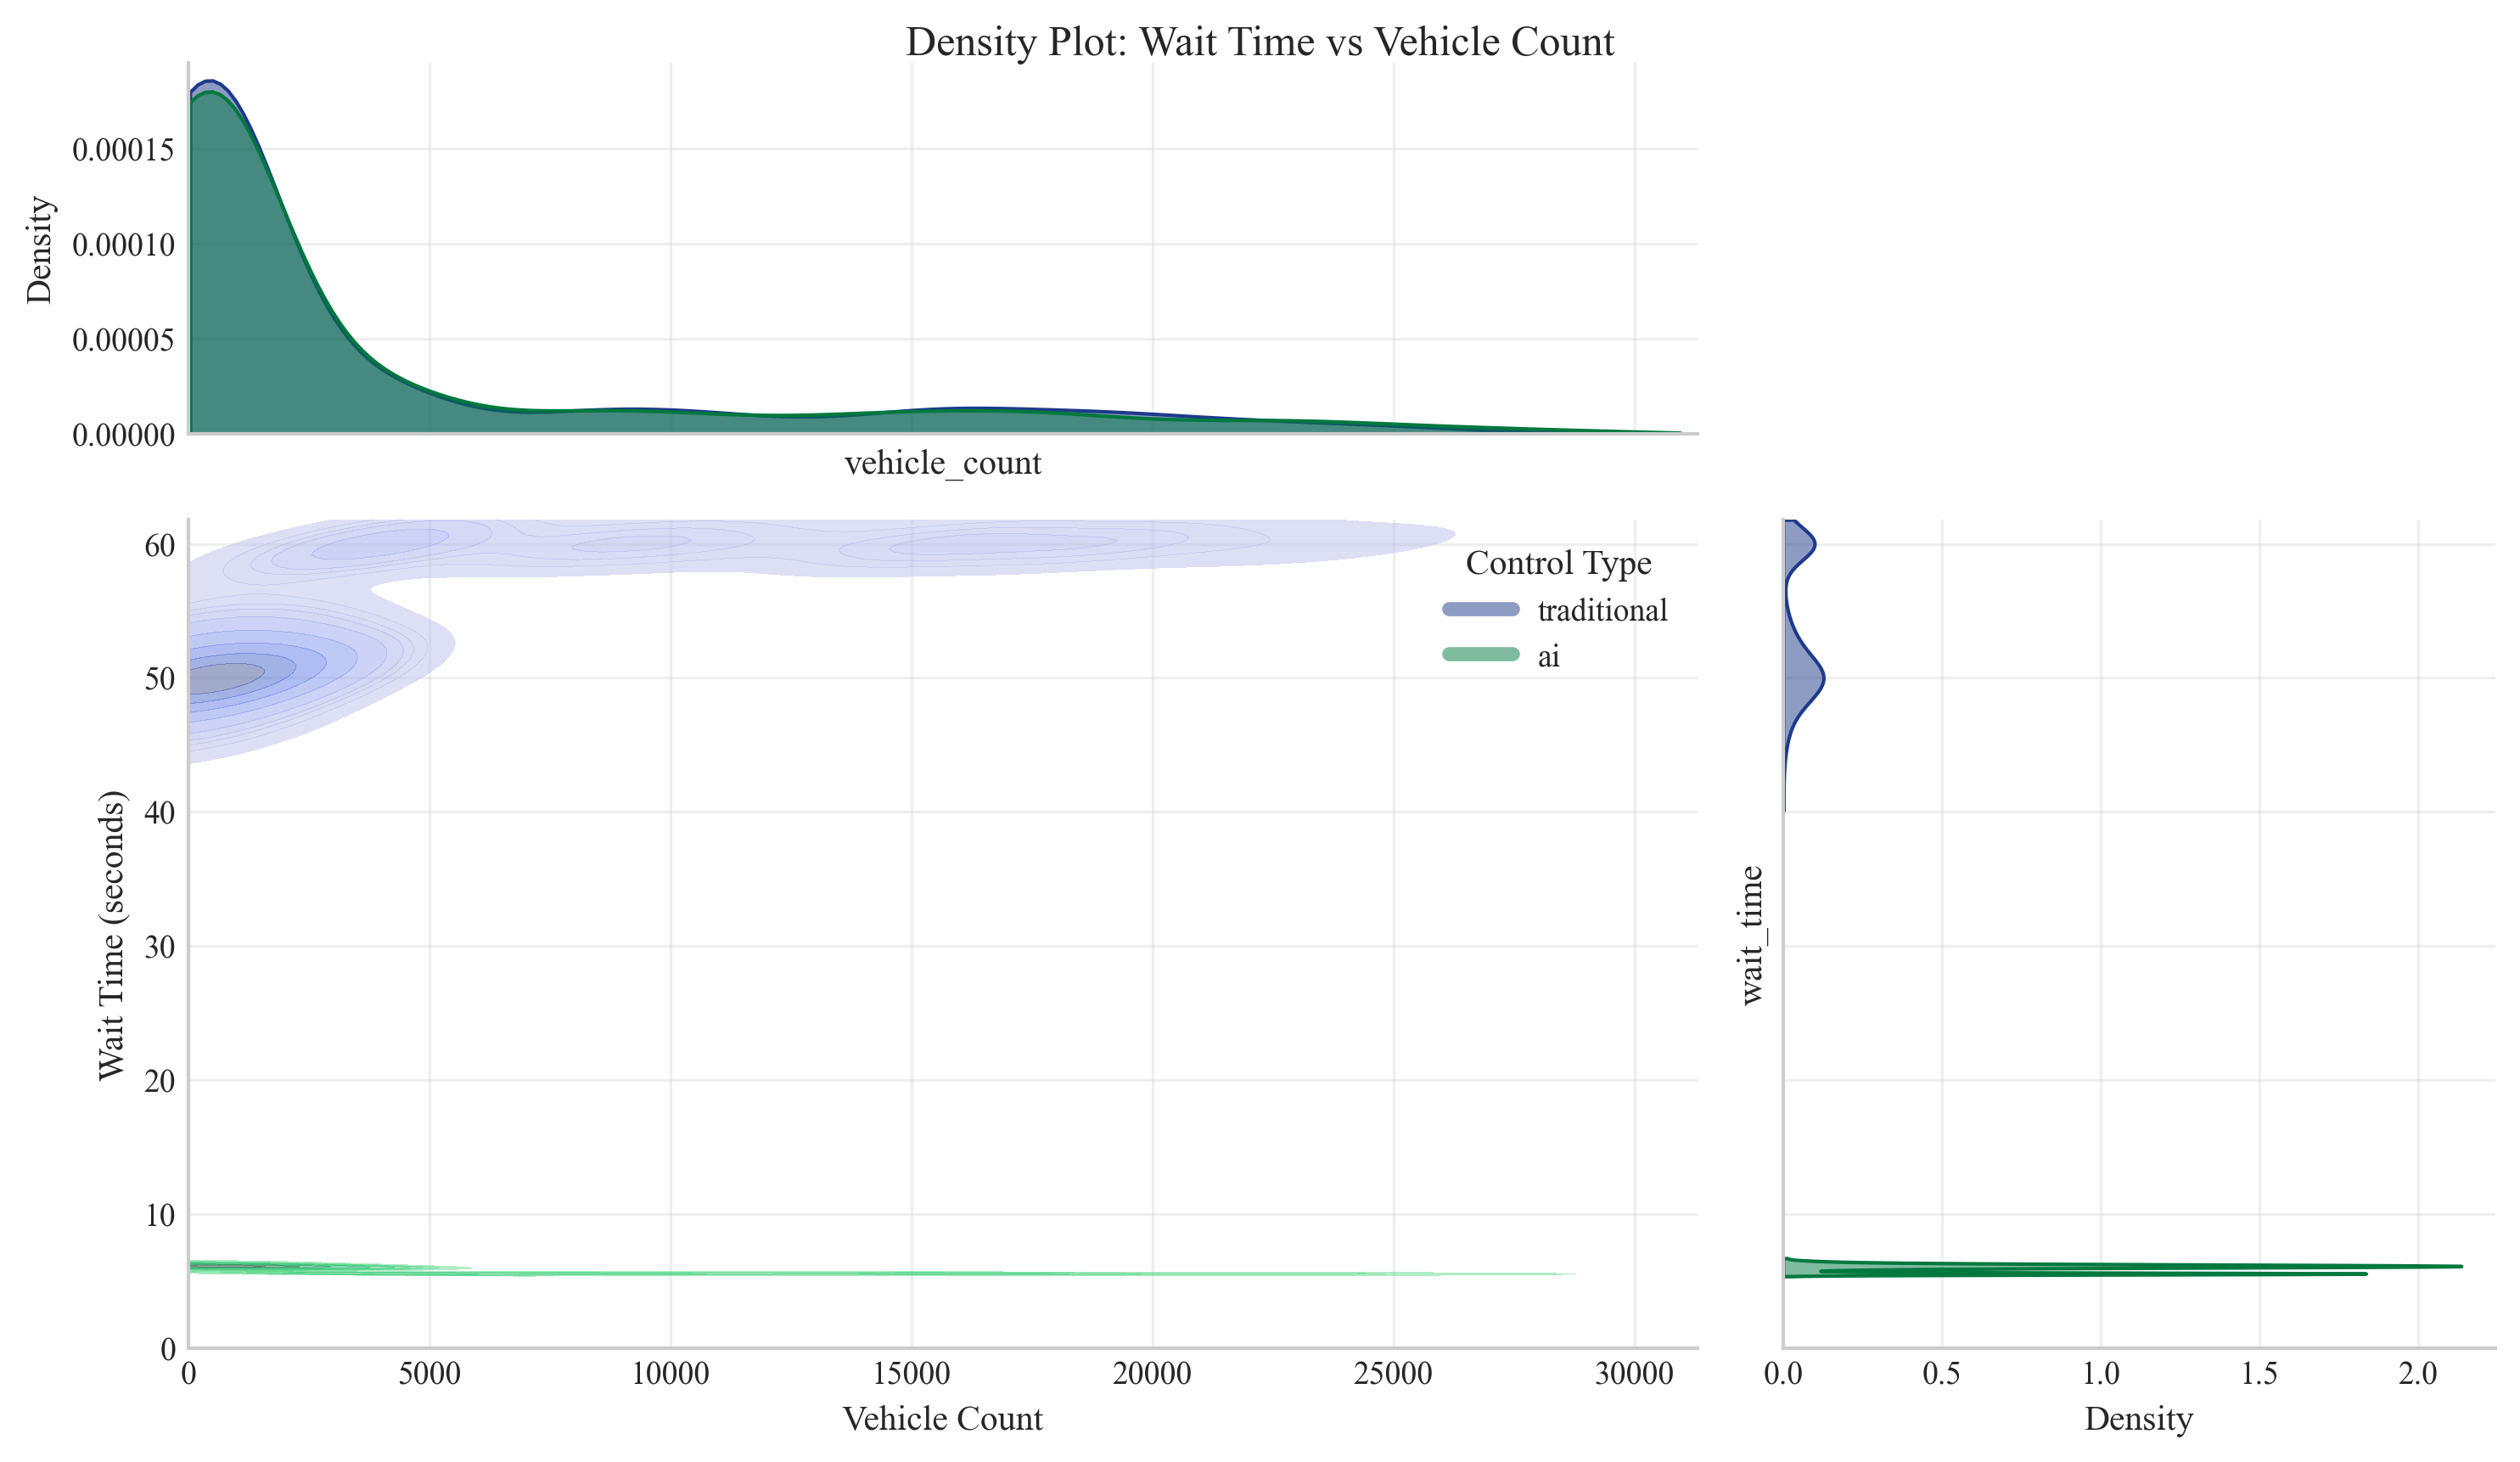 Density Plot: Wait Time vs Vehicle Count
Density
0.00015
0.00010
0.00005
0.00000
vehicle_count
Wait Time (seconds)
60
50
40
30
20
10
0
0 5000 10000 15000 20000 25000 30000
Vehicle Count
Control Type
traditional
ai
wait_time
0.0 0.5 1.0 1.5 2.0
Density